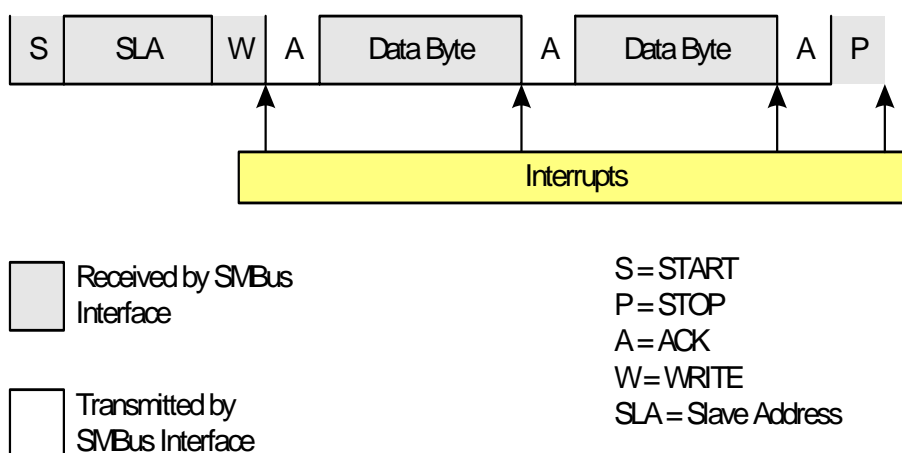 S SLA W A Data Byte A Data Byte A P
Interrupts
Received by SMBus
Interface
Transmitted by
SMBus Interface
S = START
P = STOP
A = ACK
W = WRITE
SLA = Slave Address